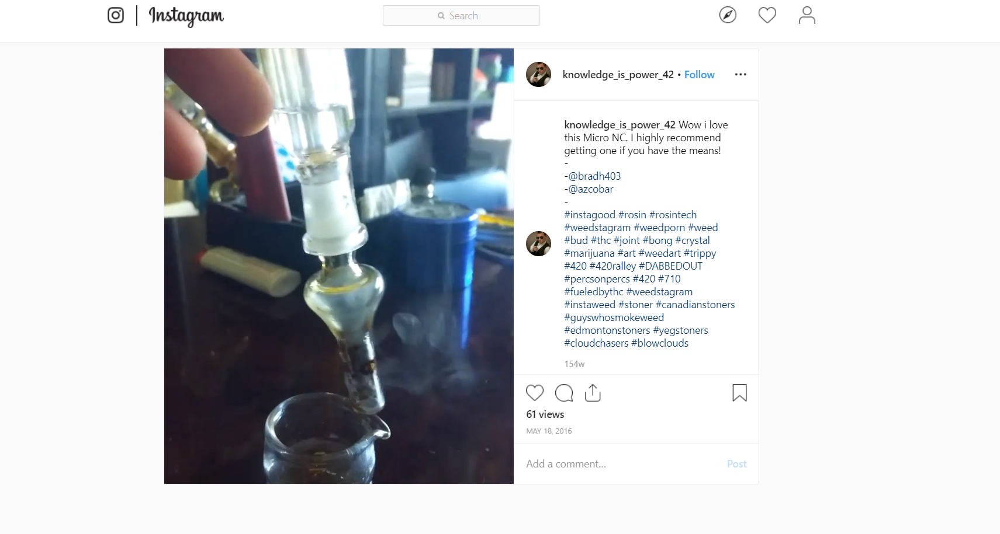 Instagram
Search
knowledge_is_power_42 • Follow
knowledge_is_power_42 Wow i love
this Micro NC. I highly recommend
getting one if you have the means!
-
-@bradh403
-@azcobar
-
#instagood #rosin #rosintech
#weedstagram #weedporn #weed
#bud #thc #joint #bong #crystal
#marijuana #art #weedart #trippy
#420 #420ralley #DABBEDOUT
#percsonpercs #420 #710
#fueledbythc #weedstagram
#instaweed #stoner #canadianstoners
#guyswhosmokeweed
#edmontonstoners #yegstoners
#cloudchasers #blowclouds
154w
61 views
MAY 18, 2016
Add a comment... Post